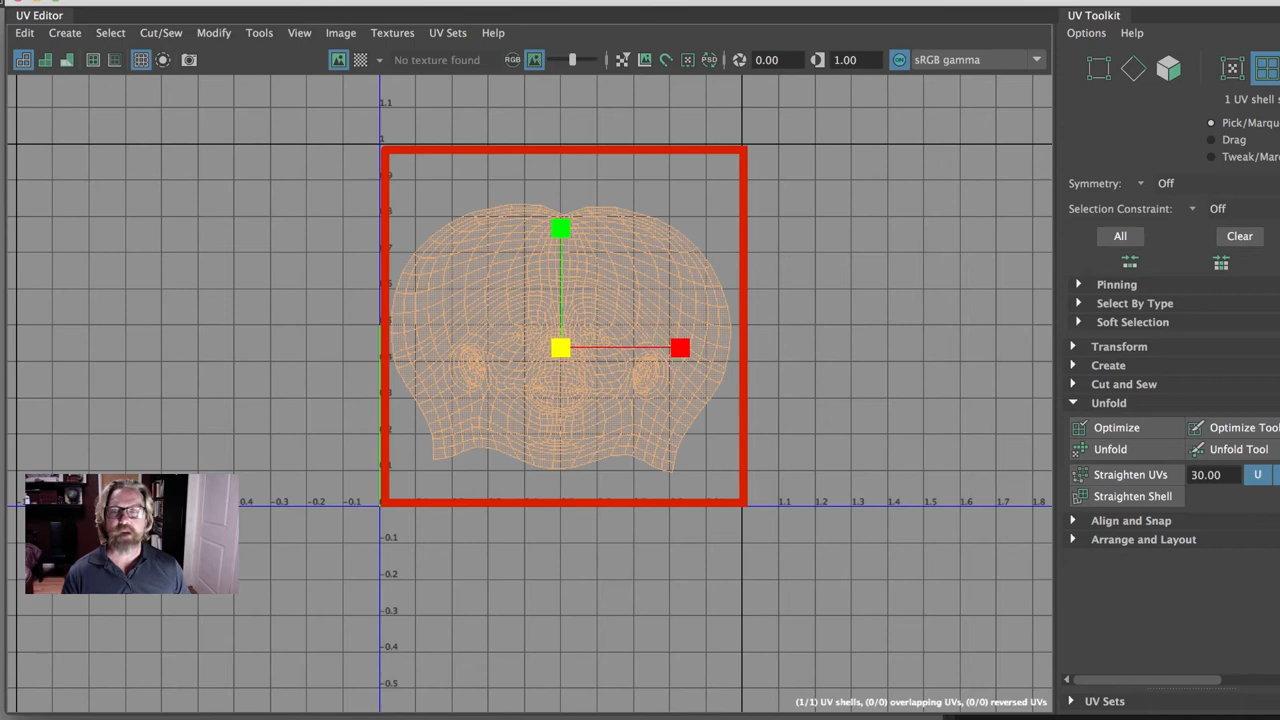 UV Editor
UV Toolkit
Edit Create Select Cut/Sew Modify Tools View Image Textures UV Sets Help
Options Help
No texture found RGB PSD 0.00 1.00 ON sRGB gamma
1 UV shell
Pick/Marqu
Drag
Tweak/Mar
Symmetry: Off
Selection Constraint: Off
All Clear
Pinning
Select By Type
Soft Selection
Transform
Create
Cut and Sew
Unfold
Optimize Optimize Tool
Unfold Unfold Tool
Straighten UVs 30.00 U
Straighten Shell
Align and Snap
Arrange and Layout
UV Sets
1.1
1
0.4 -0.3 -0.2 -0.1 1.1 1.2 1.3 1.4 1.5 1.6 1.7 1.8
-0.1
-0.2
-0.3
-0.4
-0.5
(1/1) UV shells, (0/0) overlapping UVs, (0/0) reversed UVs